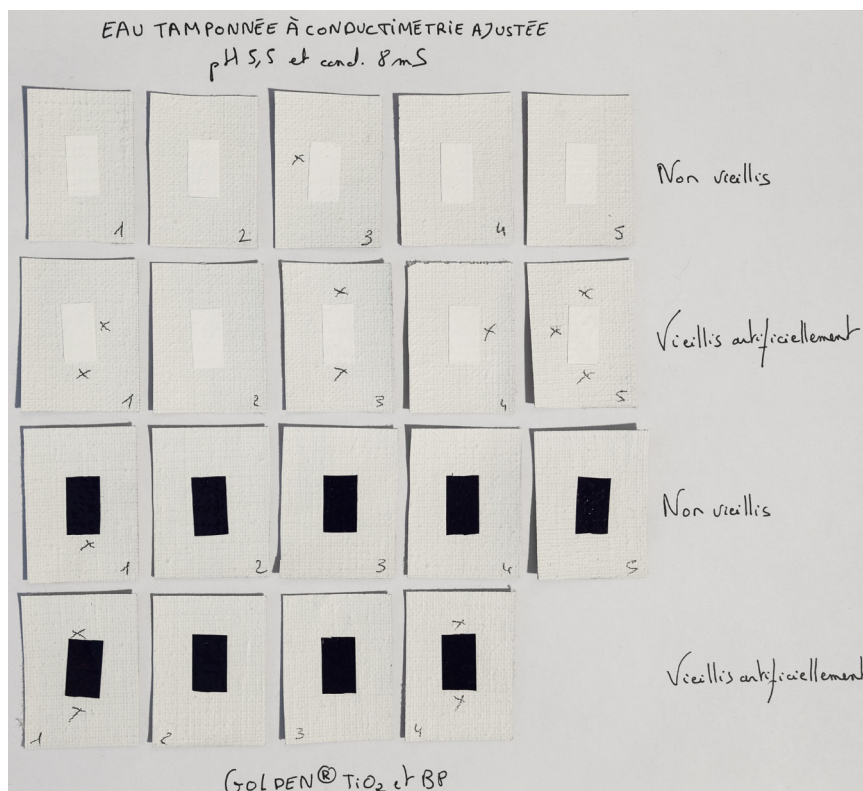 EAU TAMPONNÉE À CONDUCTIMÉTRIE AJUSTÉE
pH 5,5 et cond. 8 mS
1 2 x 3 4 5 Non vieillis
1 x x 2 3 x x 4 x 5 x x x Vieillis artificiellement
1 x 2 3 4 5 Non vieillis
1 x x 2 3 4 x x Vieillis artificiellement
GOLDEN® TiO₂ et BP